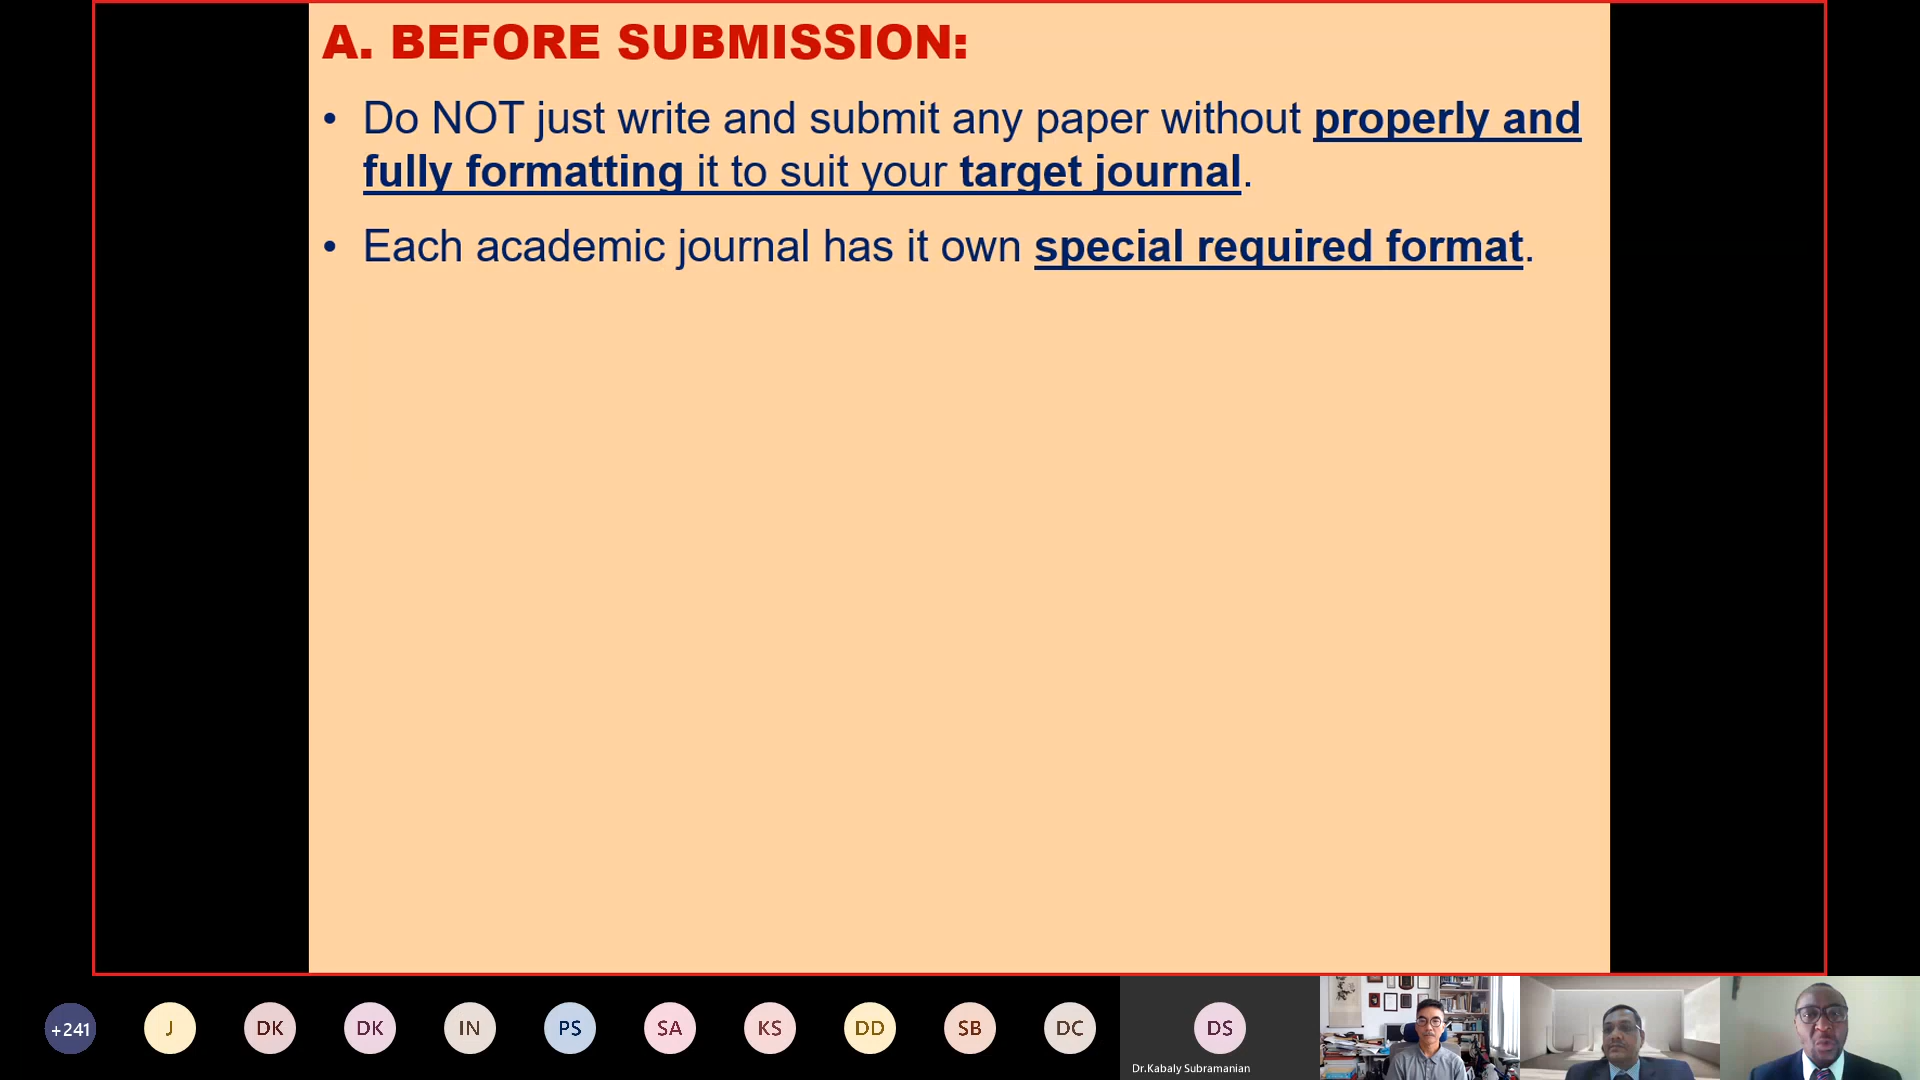 A. BEFORE SUBMISSION:
• Do NOT just write and submit any paper without properly and
fully formatting it to suit your target journal.
• Each academic journal has it own special required format.
+241
J
DK
DK
IN
PS
SA
KS
DD
SB
DC
DS
Dr.Kabaly Subramanian